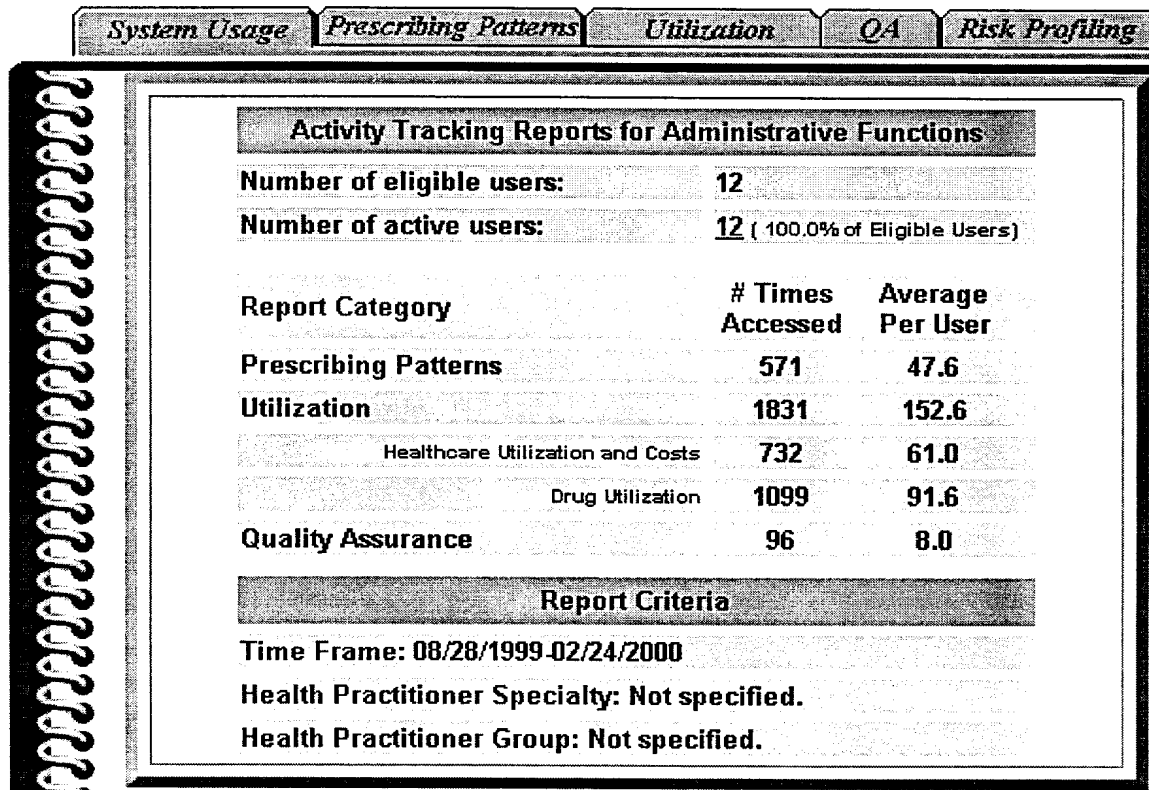 System Usage Prescribing Patterns Utilization QA Risk Profiling
Activity Tracking Reports for Administrative Functions
Number of eligible users: 12
Number of active users: 12 ( 100.0% of Eligible Users)
Report Category # Times Accessed Average Per User
Prescribing Patterns 571 47.6
Utilization 1831 152.6
Healthcare Utilization and Costs 732 61.0
Drug Utilization 1099 91.6
Quality Assurance 96 8.0
Report Criteria
Time Frame: 08/28/1999-02/24/2000
Health Practitioner Specialty: Not specified.
Health Practitioner Group: Not specified.